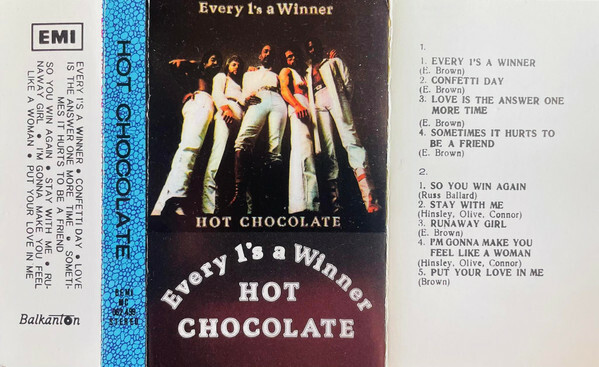 EMI
EVERY 1'S A WINNER • CONFETTI DAY • LOVE
IS THE ANSWER ONE MORE TIME • SOMETI-
MES IT HURTS TO BE A FRIEND
SO YOU WIN AGAIN • STAY WITH ME • RU-
NAWAY GIRL • I'M GONNA MAKE YOU FEEL
LIKE A WOMAN • PUT YOUR LOVE IN ME
Balkanton
HOT CHOCOLATE
MC
STEREO
Every 1's a Winner
HOT CHOCOLATE
Every 1's a Winner
HOT
CHOCOLATE
1.
1. EVERY 1'S A WINNER
(E. Brown)
2. CONFETTI DAY
3. LOVE IS THE ANSWER ONE
MORE TIME
(E. Brown)
4. SOMETIMES IT HURTS TO
BE A FRIEND
(E. Brown)
2.
1. SO YOU WIN AGAIN
(Russ Ballard)
2. STAY WITH ME
(Hinsley, Olive, Connor)
3. RUNAWAY GIRL
(E. Brown)
4. I'M GONNA MAKE YOU
FEEL LIKE A WOMAN
(Hinsley, Olive, Connor)
5. PUT YOUR LOVE IN ME
(Brown)